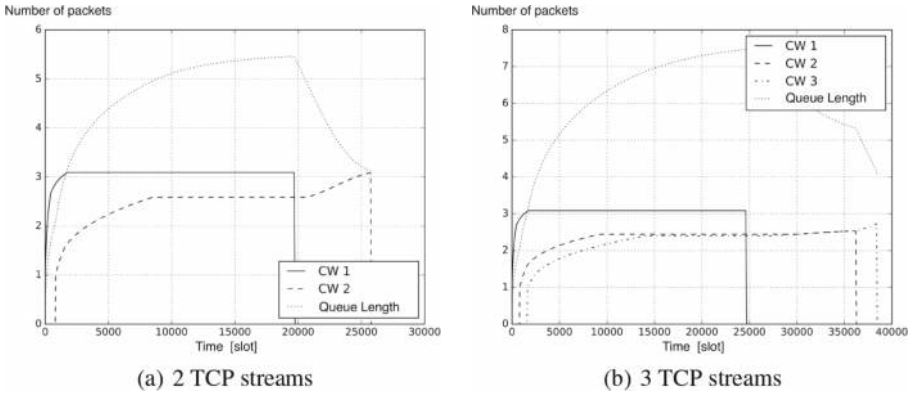 Number of packets
6
5
4
3
2
1
0
CW 1
CW 2
Queue Length
0 5000 10000 15000 20000 25000 30000
Time [slot]
(a) 2 TCP streams
Number of packets
8
7
6
5
4
3
2
1
0
CW 1
CW 2
CW 3
Queue Length
0 5000 10000 15000 20000 25000 30000 35000 40000
Time [slot]
(b) 3 TCP streams